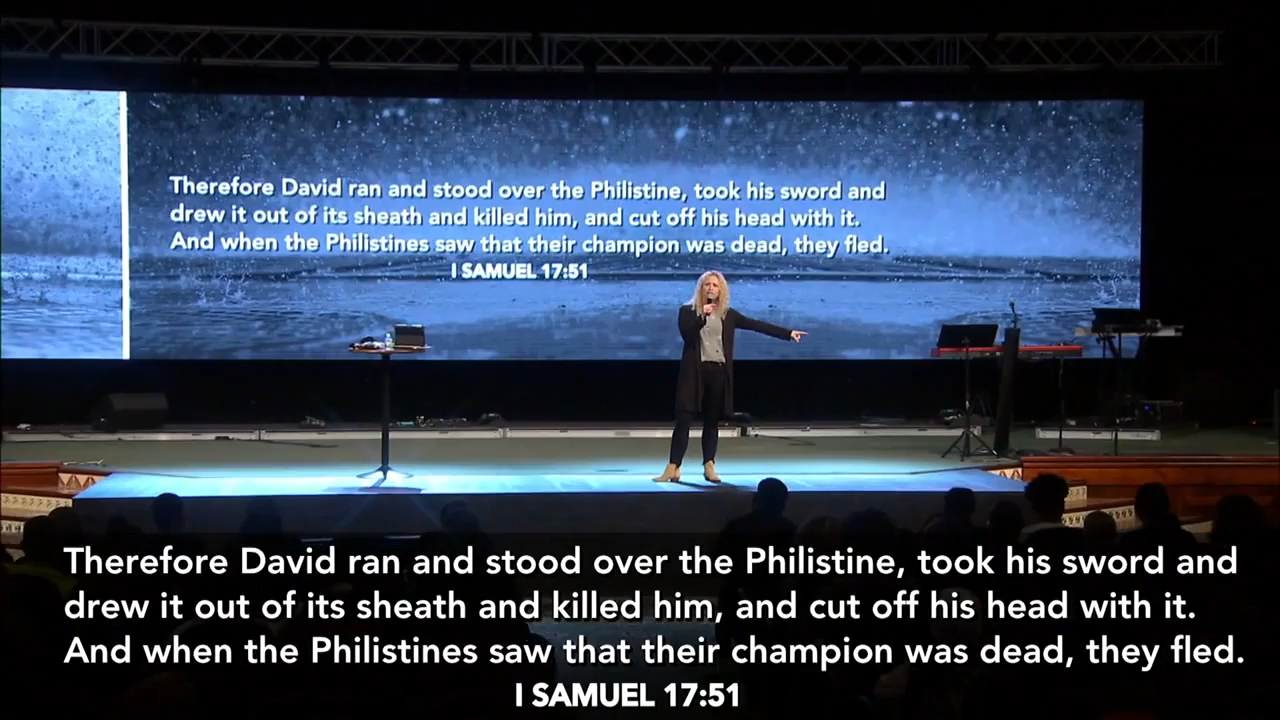 Therefore David ran and stood over the Philistine, took his sword and
drew it out of its sheath and killed him, and cut off his head with it.
And when the Philistines saw that their champion was dead, they fled.
I SAMUEL 17:51
Therefore David ran and stood over the Philistine, took his sword and
drew it out of its sheath and killed him, and cut off his head with it.
And when the Philistines saw that their champion was dead, they fled.
I SAMUEL 17:51